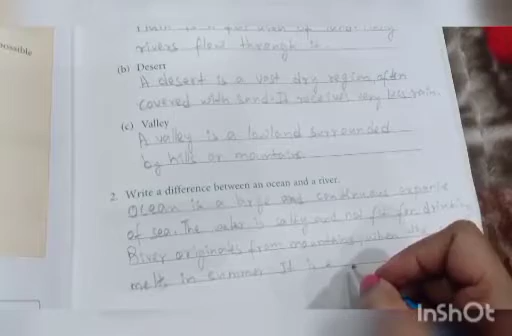 possible
rivers flow through it.
(b) Desert
A desert is a vast dry region often
covered with sand. It receives very less rain.
(c) Valley
A valley is a lowland surrounded
by hills or mountains
2. Write a difference between an ocean and a river.
Ocean is a large and continuous expanse
of sea. The water is salty and not fit for drinking
River originates from mountains, when the
melt in summer It is
InShOt